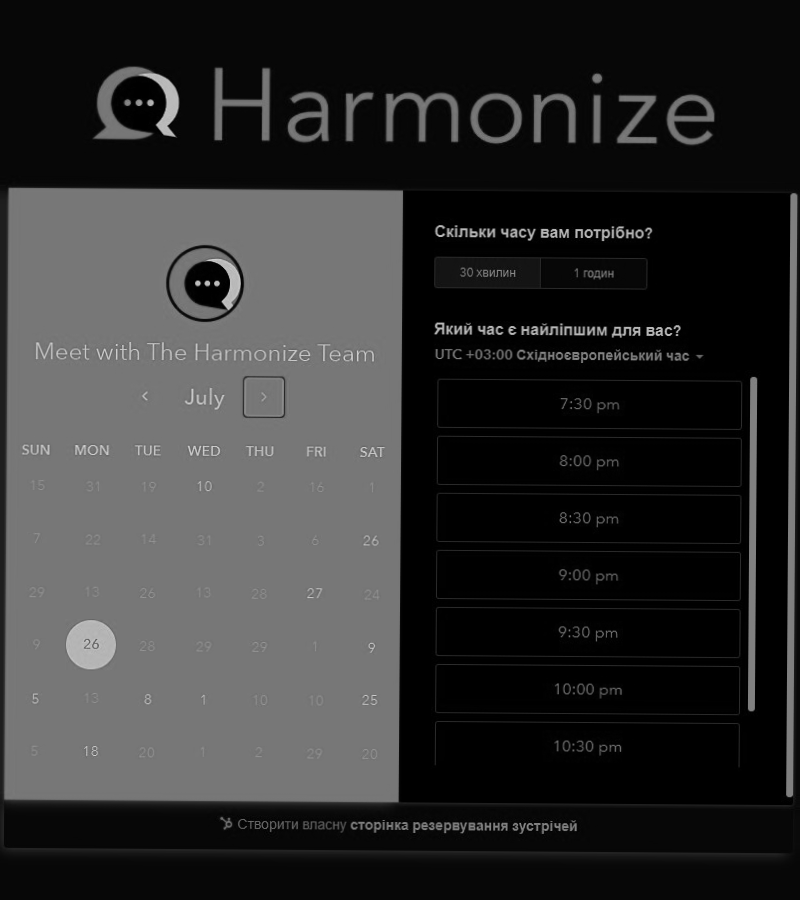 Harmonize
Meet with The Harmonize Team
July
SUN MON TUE WED THU FRI SAT
15 31 19 10 2 16 1
7 22 14 31 3 6 26
29 13 26 13 28 27 24
9 26 28 29 29 1 9
5 13 8 1 10 10 25
5 18 20 1 2 29 20
Скільки часу вам потрібно?
30 хвилин 1 годин
Який час є найліпшим для вас?
UTC +03:00 Східноєвропейський час
7:30 pm
8:00 pm
8:30 pm
9:00 pm
9:30 pm
10:00 pm
10:30 pm
Створити власну сторінка резервування зустрічей